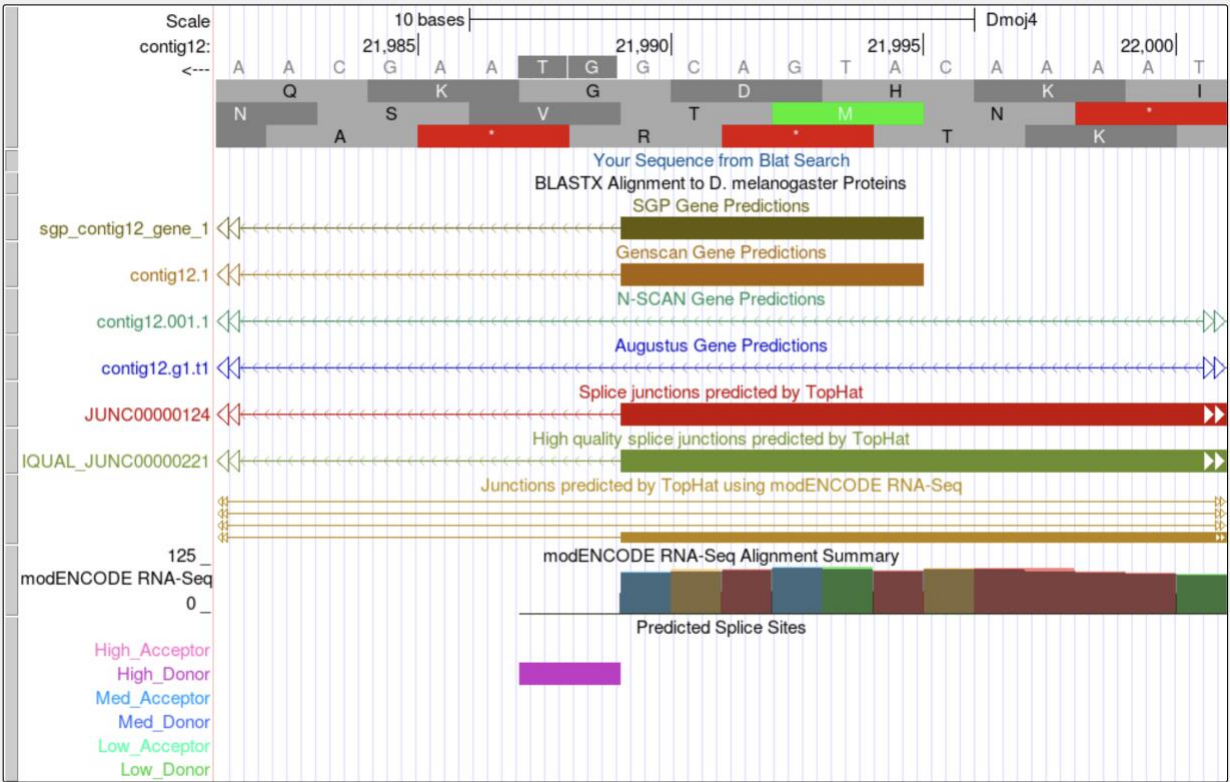 Scale 10 bases Dmoj4
contig12: 21,985 21,990 21,995 22,000
<--- A A C G A A T G G C A G T A C A A A A T
Q K G D H K I
N S V T M N *
A * R * T K
Your Sequence from Blat Search
BLASTX Alignment to D. melanogaster Proteins
SGP Gene Predictions
sgp_contig12_gene_1
Genscan Gene Predictions
contig12.1
N-SCAN Gene Predictions
contig12.001.1
Augustus Gene Predictions
contig12.g1.t1
Splice junctions predicted by TopHat
JUNC00000124
High quality splice junctions predicted by TopHat
IQUAL_JUNC00000221
Junctions predicted by TopHat using modENCODE RNA-Seq
125 _ modENCODE RNA-Seq Alignment Summary
modENCODE RNA-Seq
0 _
Predicted Splice Sites
High_Acceptor
High_Donor
Med_Acceptor
Med_Donor
Low_Acceptor
Low_Donor